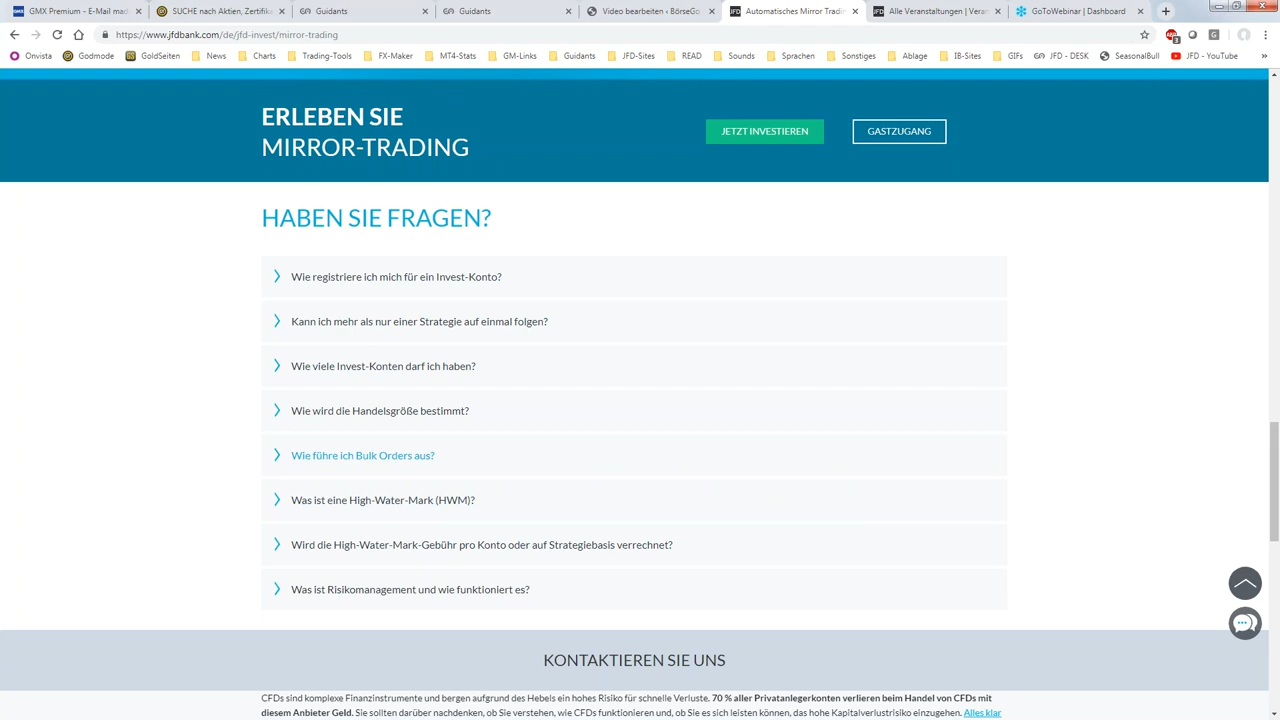 GMX Premium - E-Mail mad
SUCHE nach Aktien, Zertifika
Guidants
Guidants
Video bearbeiten ‹ BörseGo
Automatisches Mirror Tradin
Alle Veranstaltungen | Veran
GoToWebinar | Dashboard
https://www.jfdbank.com/de/jfd-invest/mirror-trading
Onvista
Godmode
GoldSeiten
News
Charts
Trading-Tools
FX-Maker
MT4-Stats
GM-Links
Guidants
JFD-Sites
READ
Sounds
Sprachen
Sonstiges
Ablage
IB-Sites
GIFs
JFD - DESK
SeasonalBull
JFD - YouTube
ERLEBEN SIE
MIRROR-TRADING
JETZT INVESTIEREN
GASTZUGANG
HABEN SIE FRAGEN?
Wie registriere ich mich für ein Invest-Konto?
Kann ich mehr als nur einer Strategie auf einmal folgen?
Wie viele Invest-Konten darf ich haben?
Wie wird die Handelsgröße bestimmt?
Wie führe ich Bulk Orders aus?
Was ist eine High-Water-Mark (HWM)?
Wird die High-Water-Mark-Gebühr pro Konto oder auf Strategiebasis verrechnet?
Was ist Risikomanagement und wie funktioniert es?
KONTAKTIEREN SIE UNS
CFDs sind komplexe Finanzinstrumente und bergen aufgrund des Hebels ein hohes Risiko für schnelle Verluste. 70 % aller Privatanlegerkonten verlieren beim Handel von CFDs mit
diesem Anbieter Geld. Sie sollten darüber nachdenken, ob Sie verstehen, wie CFDs funktionieren und, ob Sie es sich leisten können, das hohe Kapitalverlustrisiko einzugehen. Alles klar